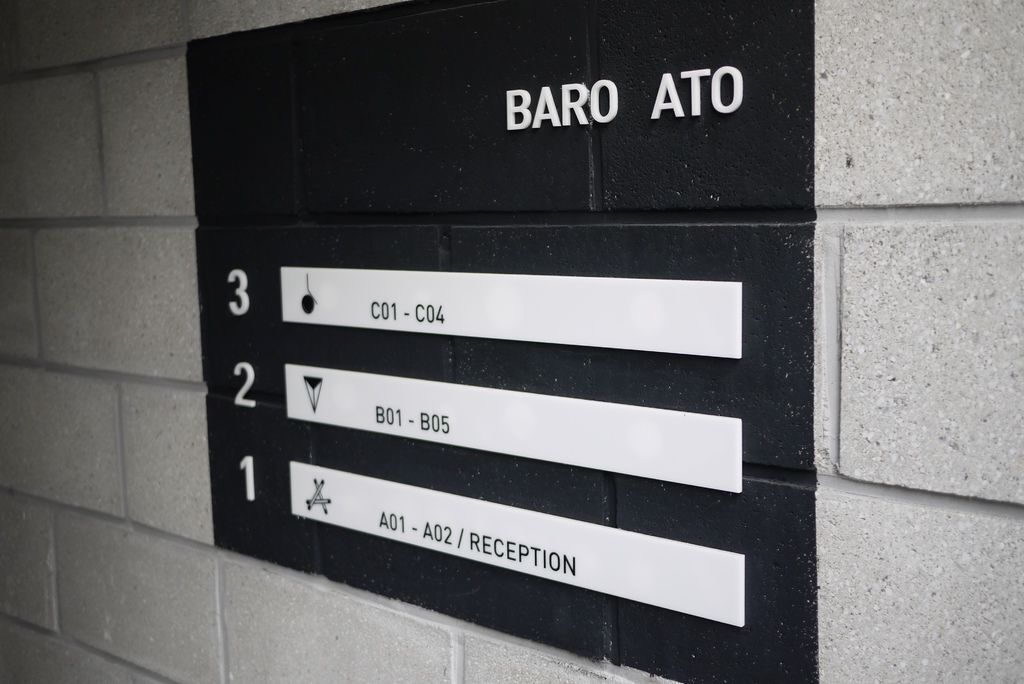 BARO ATO
3 C01 - C04
2 B01 - B05
1 A01 - A02 / RECEPTION